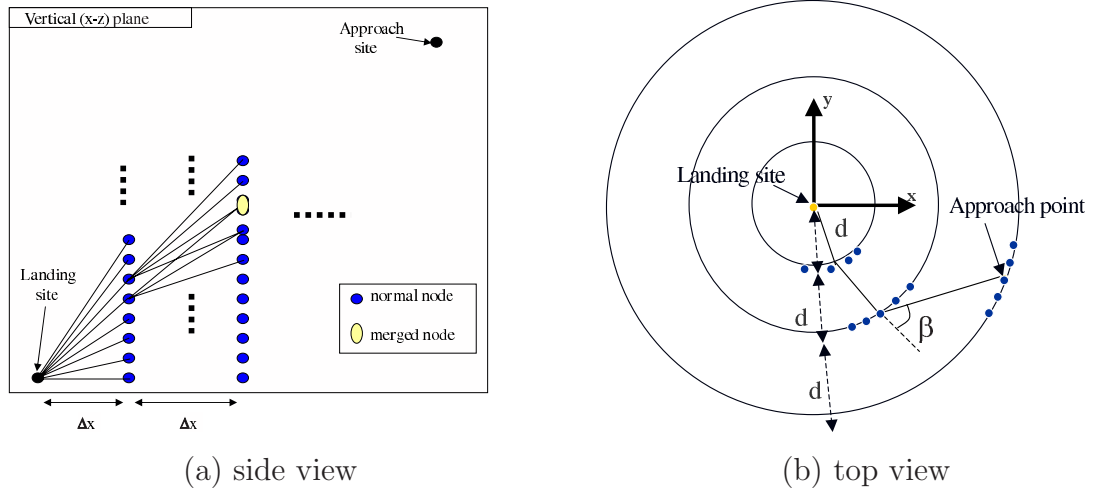 Vertical (x-z) plane
Approach
site
Landing
site
normal node
merged node
Δx
Δx
(a) side view
y
Landing site
x
d
Approach point
d
β
d
(b) top view